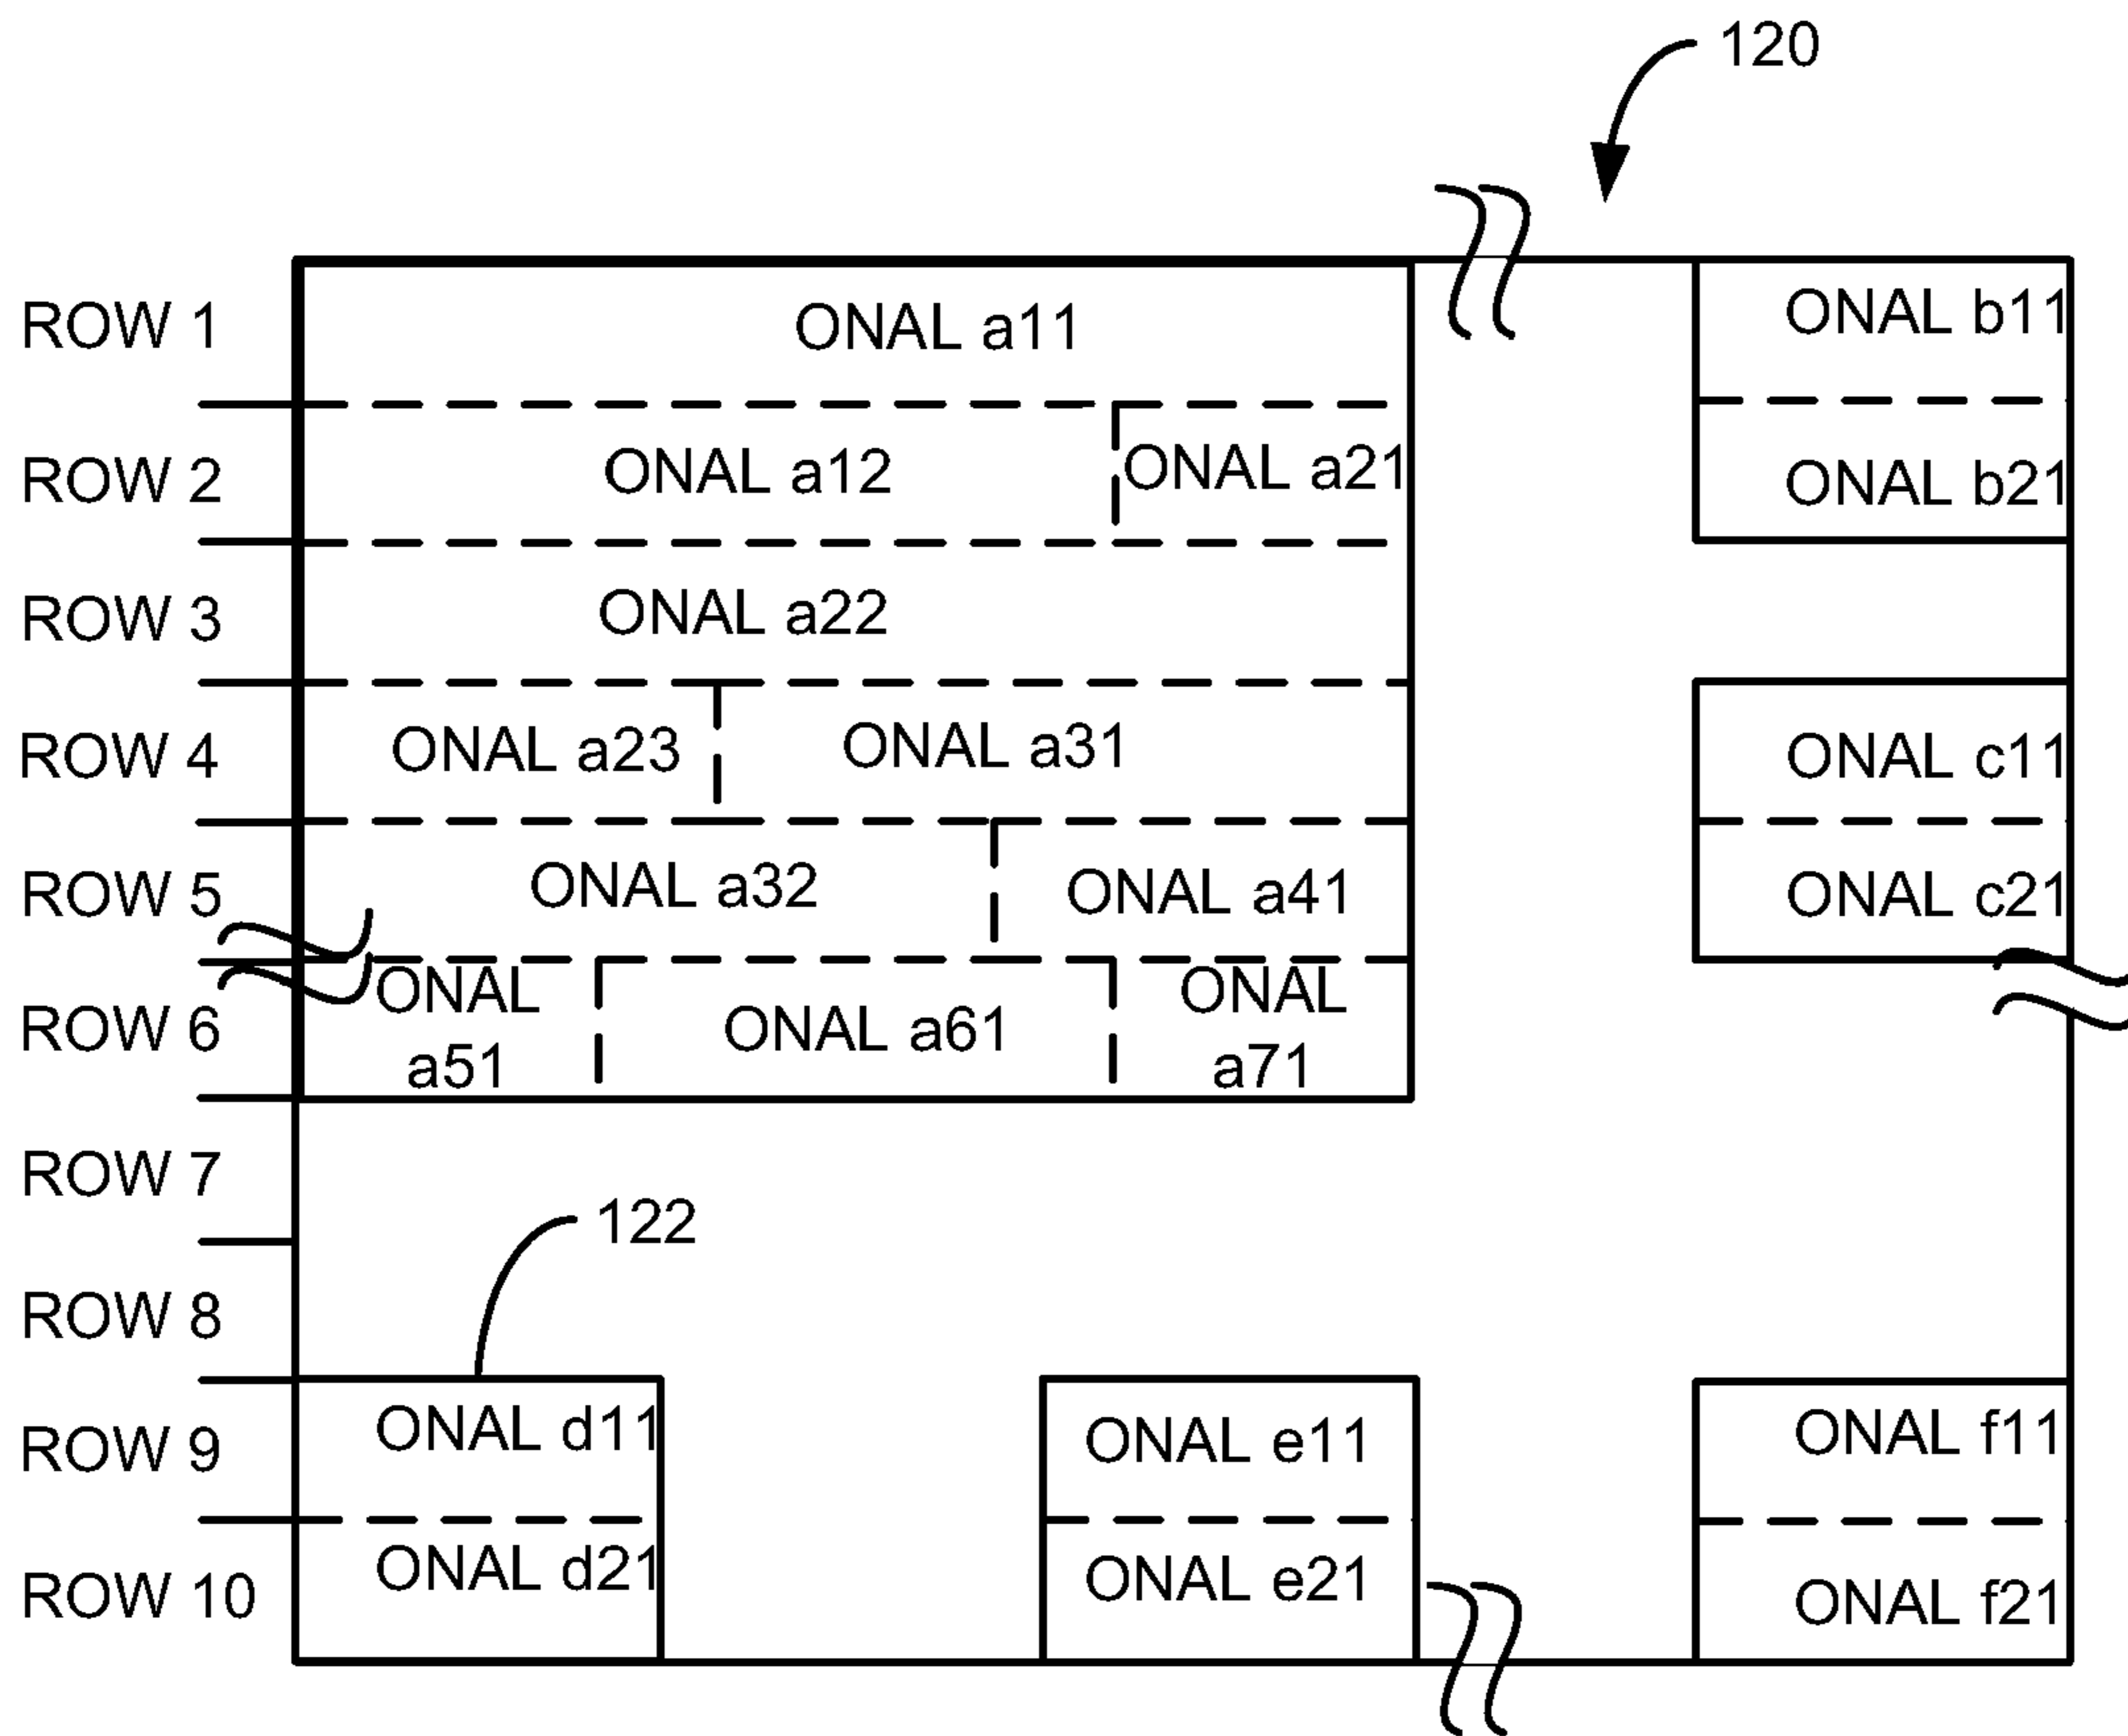 120
ROW 1 ONAL a11 ONAL b11
ROW 2 ONAL a12 ONAL a21 ONAL b21
ROW 3 ONAL a22
ROW 4 ONAL a23 ONAL a31 ONAL c11
ROW 5 ONAL a32 ONAL a41 ONAL c21
ROW 6 ONAL a51 ONAL a61 ONAL a71
ROW 7
122
ROW 8
ROW 9 ONAL d11 ONAL e11 ONAL f11
ROW 10 ONAL d21 ONAL e21 ONAL f21